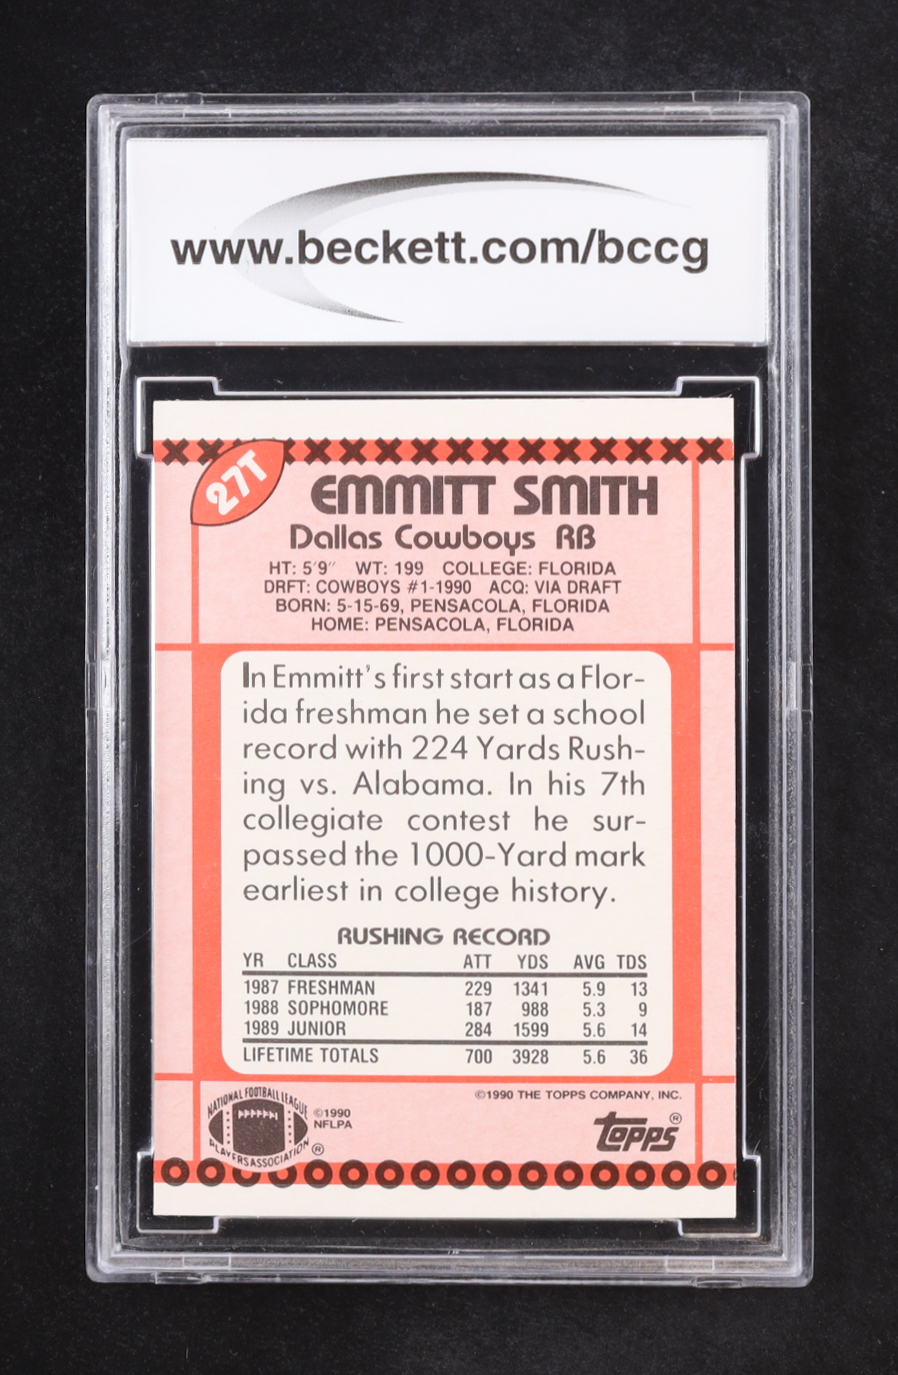 www.beckett.com/bccg
27T
EMMITT SMITH
Dallas Cowboys RB
HT: 5'9" WT: 199 COLLEGE: FLORIDA
DRFT: COWBOYS #1-1990 ACQ: VIA DRAFT
BORN: 5-15-69, PENSACOLA, FLORIDA
HOME: PENSACOLA, FLORIDA
In Emmitt's first start as a Flor-
ida freshman he set a school
record with 224 Yards Rush-
ing vs. Alabama. In his 7th
collegiate contest he sur-
passed the 1000-Yard mark
earliest in college history.
RUSHING RECORD
YR CLASS ATT YDS AVG TDS
1987 FRESHMAN 229 1341 5.9 13
1988 SOPHOMORE 187 988 5.3 9
1989 JUNIOR 284 1599 5.6 14
LIFETIME TOTALS 700 3928 5.6 36
©1990 THE TOPPS COMPANY, INC.
NATIONAL FOOTBALL LEAGUE
PLAYERS ASSOCIATION ®
©1990
NFLPA
topps ®